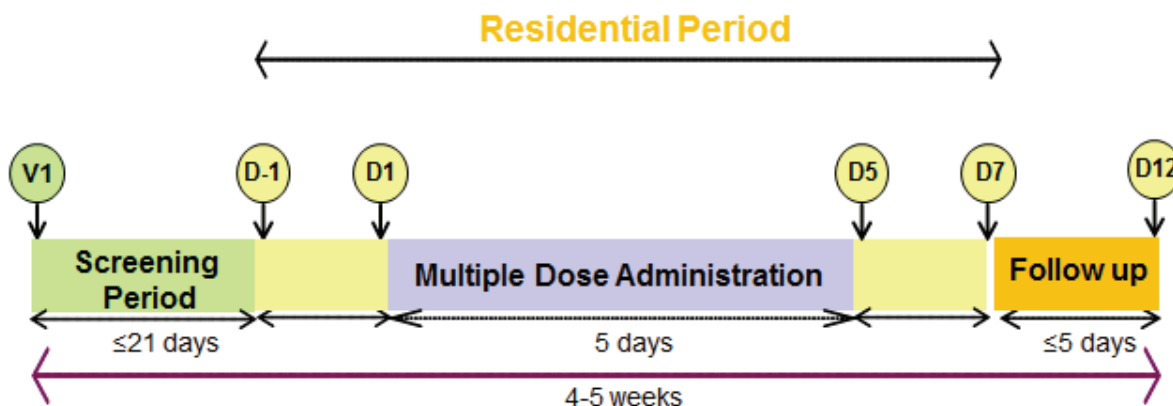 Residential Period
V1
D-1
D1
D5
D7
D12
Screening
Period
Multiple Dose Administration
Follow up
≤21 days
5 days
≤5 days
4-5 weeks